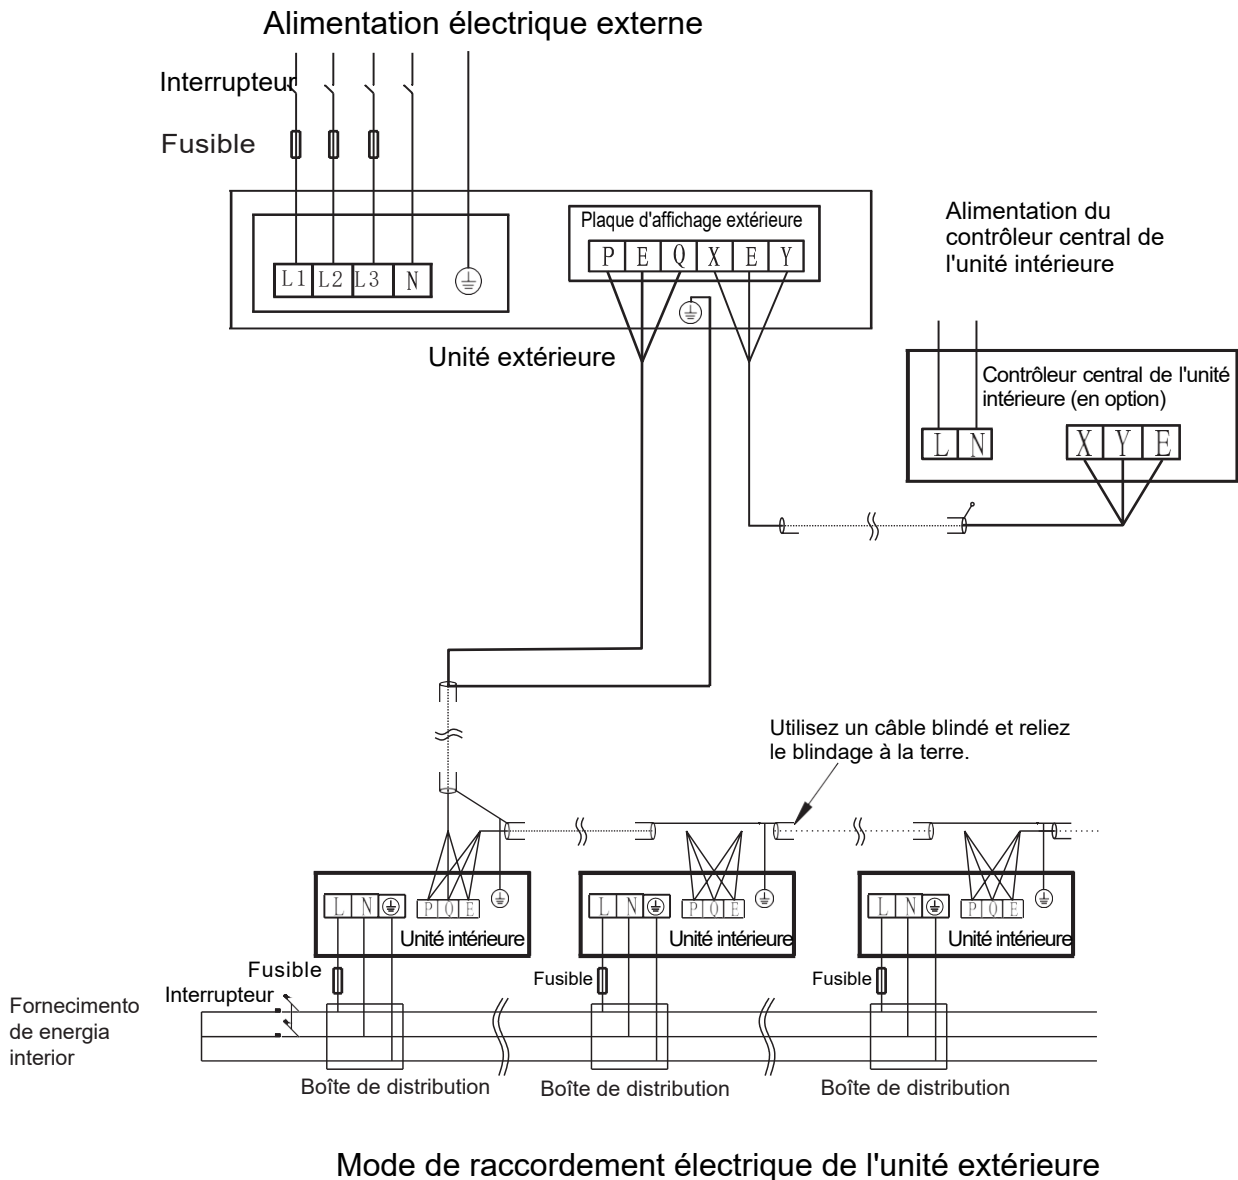 Alimentation électrique externe
Interrupteur
Fusible
Plaque d'affichage extérieure
P E Q X E Y
L1 L2 L3 N
Unité extérieure
Alimentation du
contrôleur central de
l'unité intérieure
Contrôleur central de l'unité
intérieure (en option)
L N
X Y E
Utilisez un câble blindé et reliez
le blindage à la terre.
L N
P Q E
Unité intérieure
L N
P Q E
Unité intérieure
L N
P Q E
Unité intérieure
Fusible
Fusible
Fusible
Interrupteur
Fornecimento
de energia
interior
Boîte de distribution
Boîte de distribution
Boîte de distribution
Mode de raccordement électrique de l'unité extérieure